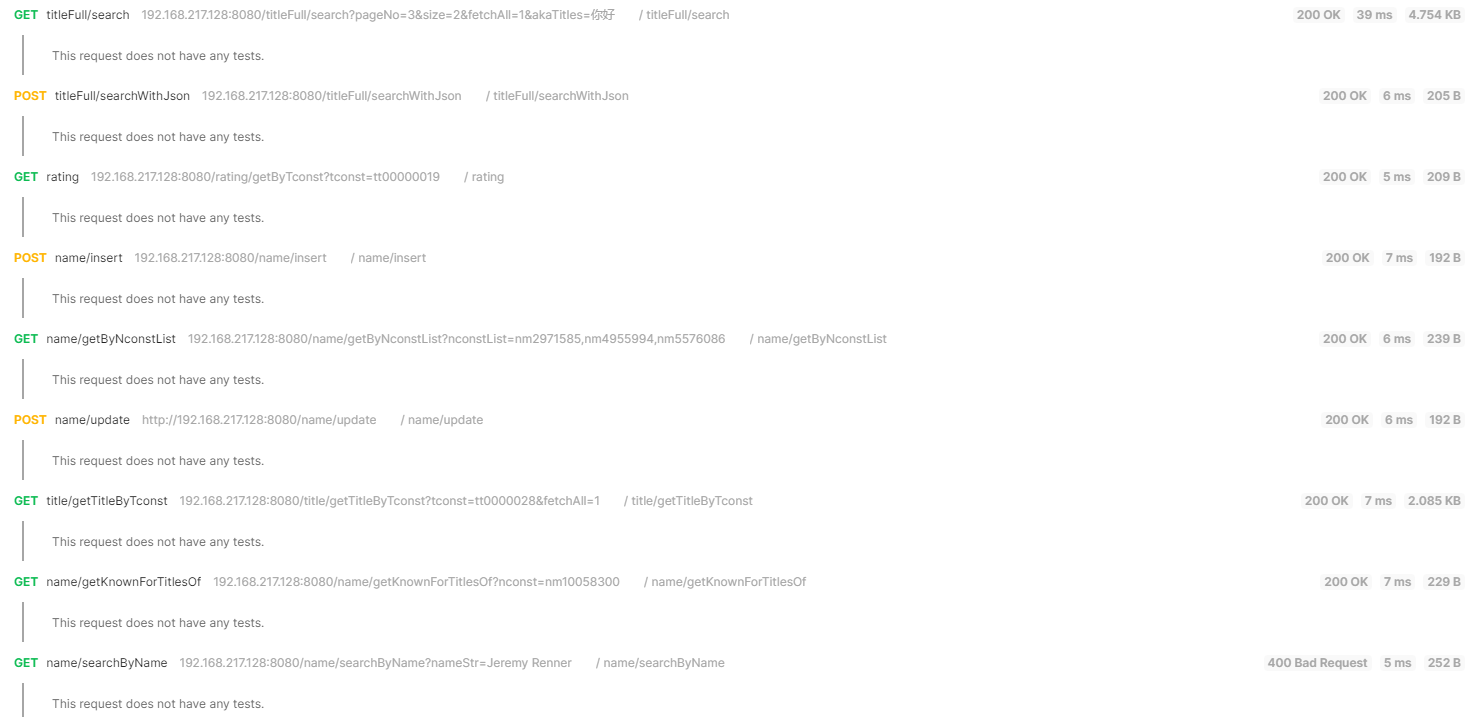 GET titleFull/search 192.168.217.128:8080/titleFull/search?pageNo=3&size=2&fetchAll=1&akaTitles=你好 / titleFull/search 200 OK 39 ms 4.754 KB
This request does not have any tests.
POST titleFull/searchWithJson 192.168.217.128:8080/titleFull/searchWithJson / titleFull/searchWithJson 200 OK 6 ms 205 B
This request does not have any tests.
GET rating 192.168.217.128:8080/rating/getByTconst?tconst=tt00000019 / rating 200 OK 5 ms 209 B
This request does not have any tests.
POST name/insert 192.168.217.128:8080/name/insert / name/insert 200 OK 7 ms 192 B
This request does not have any tests.
GET name/getByNconstList 192.168.217.128:8080/name/getByNconstList?nconstList=nm2971585,nm4955994,nm5576086 / name/getByNconstList 200 OK 6 ms 239 B
This request does not have any tests.
POST name/update http://192.168.217.128:8080/name/update / name/update 200 OK 6 ms 192 B
This request does not have any tests.
GET title/getTitleByTconst 192.168.217.128:8080/title/getTitleByTconst?tconst=tt0000028&fetchAll=1 / title/getTitleByTconst 200 OK 7 ms 2.085 KB
This request does not have any tests.
GET name/getKnownForTitlesOf 192.168.217.128:8080/name/getKnownForTitlesOf?nconst=nm10058300 / name/getKnownForTitlesOf 200 OK 7 ms 229 B
This request does not have any tests.
GET name/searchByName 192.168.217.128:8080/name/searchByName?nameStr=Jeremy Renner / name/searchByName 400 Bad Request 5 ms 252 B
This request does not have any tests.